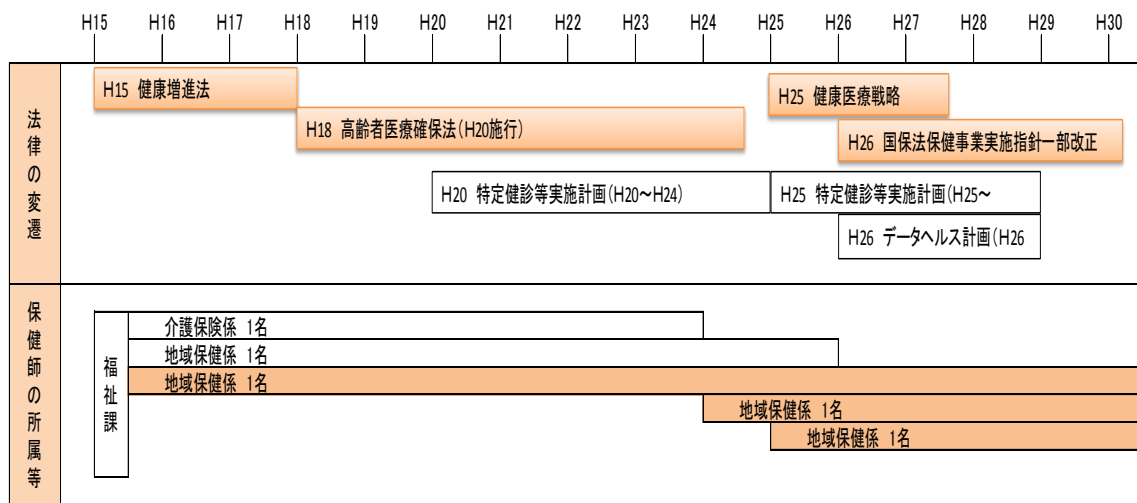 H15 H16 H17 H18 H19 H20 H21 H22 H23 H24 H25 H26 H27 H28 H29 H30
法律の変遷
H15 健康増進法
H25 健康医療戦略
H18 高齢者医療確保法(H20施行)
H26 国保法保健事業実施指針一部改正
H20 特定健診等実施計画(H20～H24)
H25 特定健診等実施計画(H25～
H26 データヘルス計画(H26
保健師の所属等
福祉課
介護保険係 1名
地域保健係 1名
地域保健係 1名
地域保健係 1名
地域保健係 1名